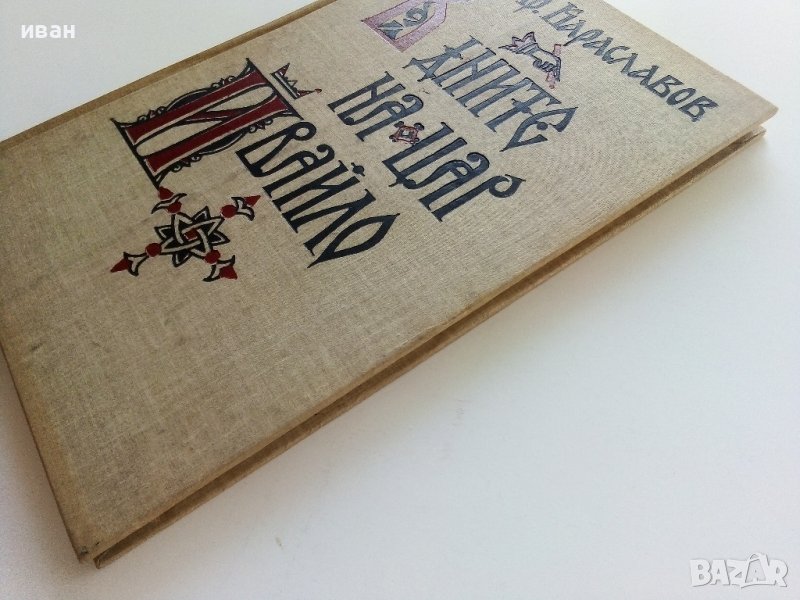 иван
Ф. Караславов
Дните
на цар
Ивайло
BAZAR